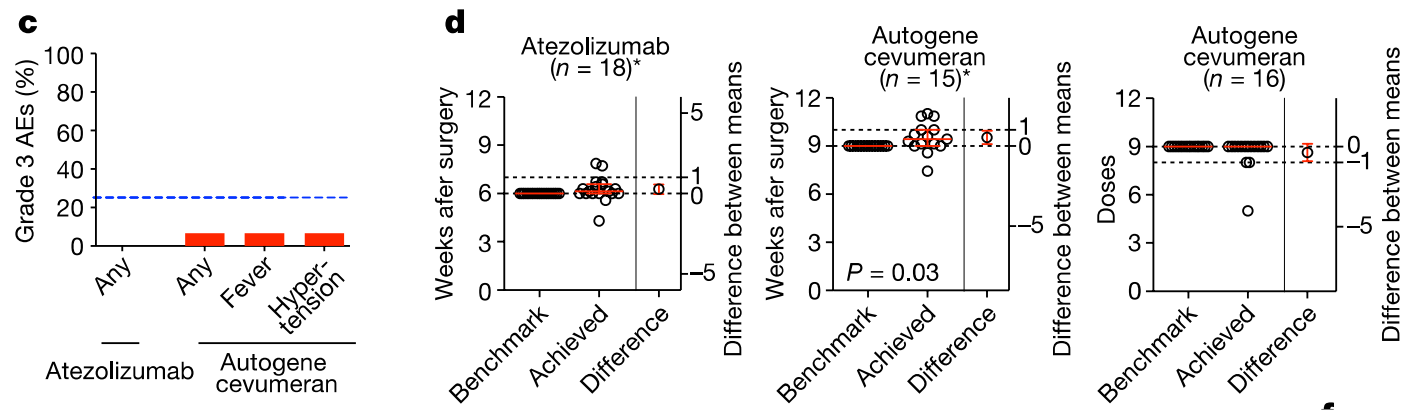 c
Grade 3 AEs (%)
100
80
60
40
20
0
Any
Any
Fever
Hyper-
tension
Atezolizumab
Autogene
cevumeran
d
Atezolizumab
(n = 18)*
Weeks afer surgery
12
9
6
3
0
5
1
0
−5
Difference between means
Benchmark
Achieved
Difference
Autogene
cevumeran
(n = 15)*
Weeks afer surgery
12
9
6
3
0
P = 0.03
1
0
−5
Difference between means
Benchmark
Achieved
Difference
Autogene
cevumeran
(n = 16)
Doses
12
9
6
3
0
0
−1
−5
Difference between means
Benchmark
Achieved
Difference